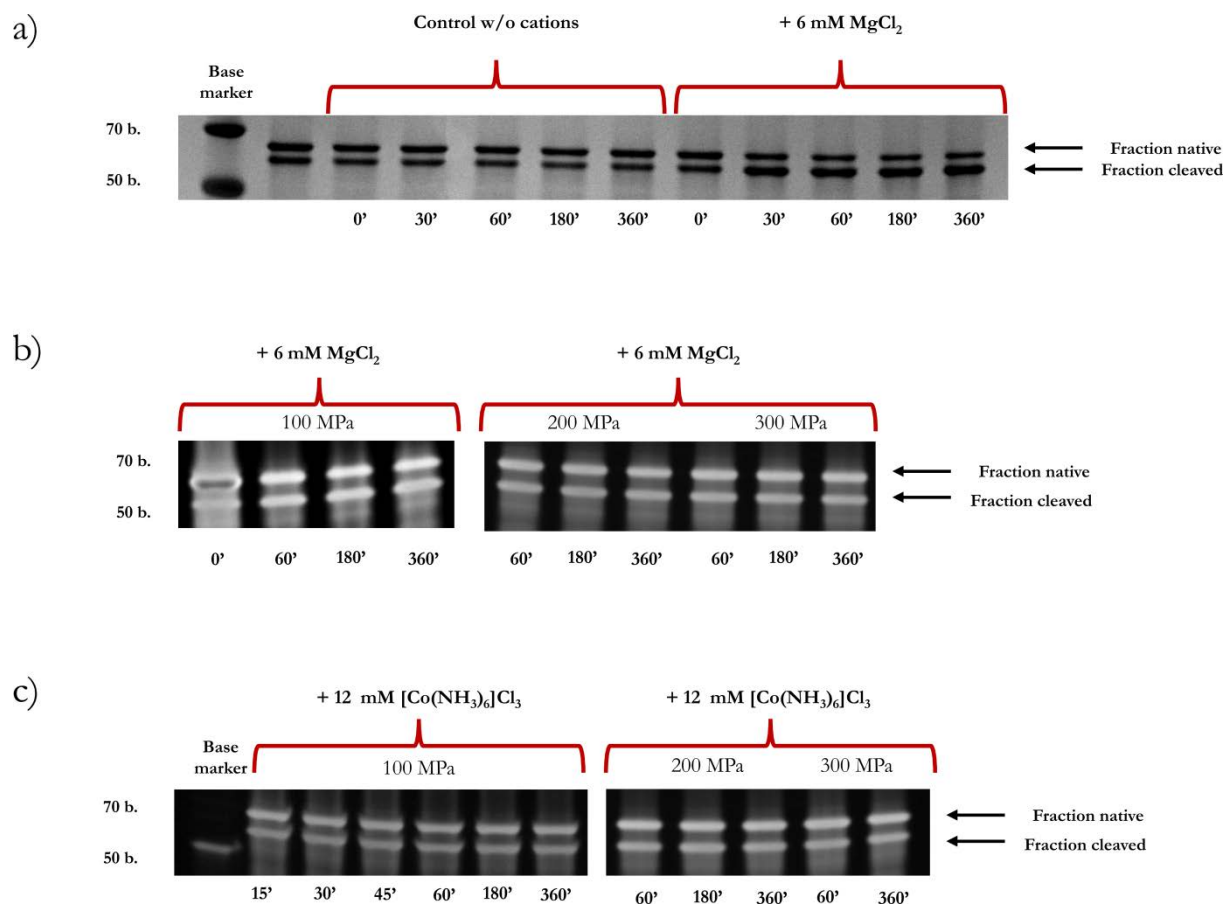 a)
Control w/o cations
+ 6 mM MgCl₂
Base
marker
70 b.
50 b.
Fraction native
Fraction cleaved
0’ 30’ 60’ 180’ 360’ 0’ 30’ 60’ 180’ 360’
b)
+ 6 mM MgCl₂ + 6 mM MgCl₂
100 MPa 200 MPa 300 MPa
70 b.
50 b.
Fraction native
Fraction cleaved
0’ 60’ 180’ 360’ 60’ 180’ 360’ 60’ 180’ 360’
c)
+ 12 mM [Co(NH₃)₆]Cl₃ + 12 mM [Co(NH₃)₆]Cl₃
Base
marker
100 MPa 200 MPa 300 MPa
70 b.
50 b.
Fraction native
Fraction cleaved
15’ 30’ 45’ 60’ 180’ 360’ 60’ 180’ 360’ 60’ 360’